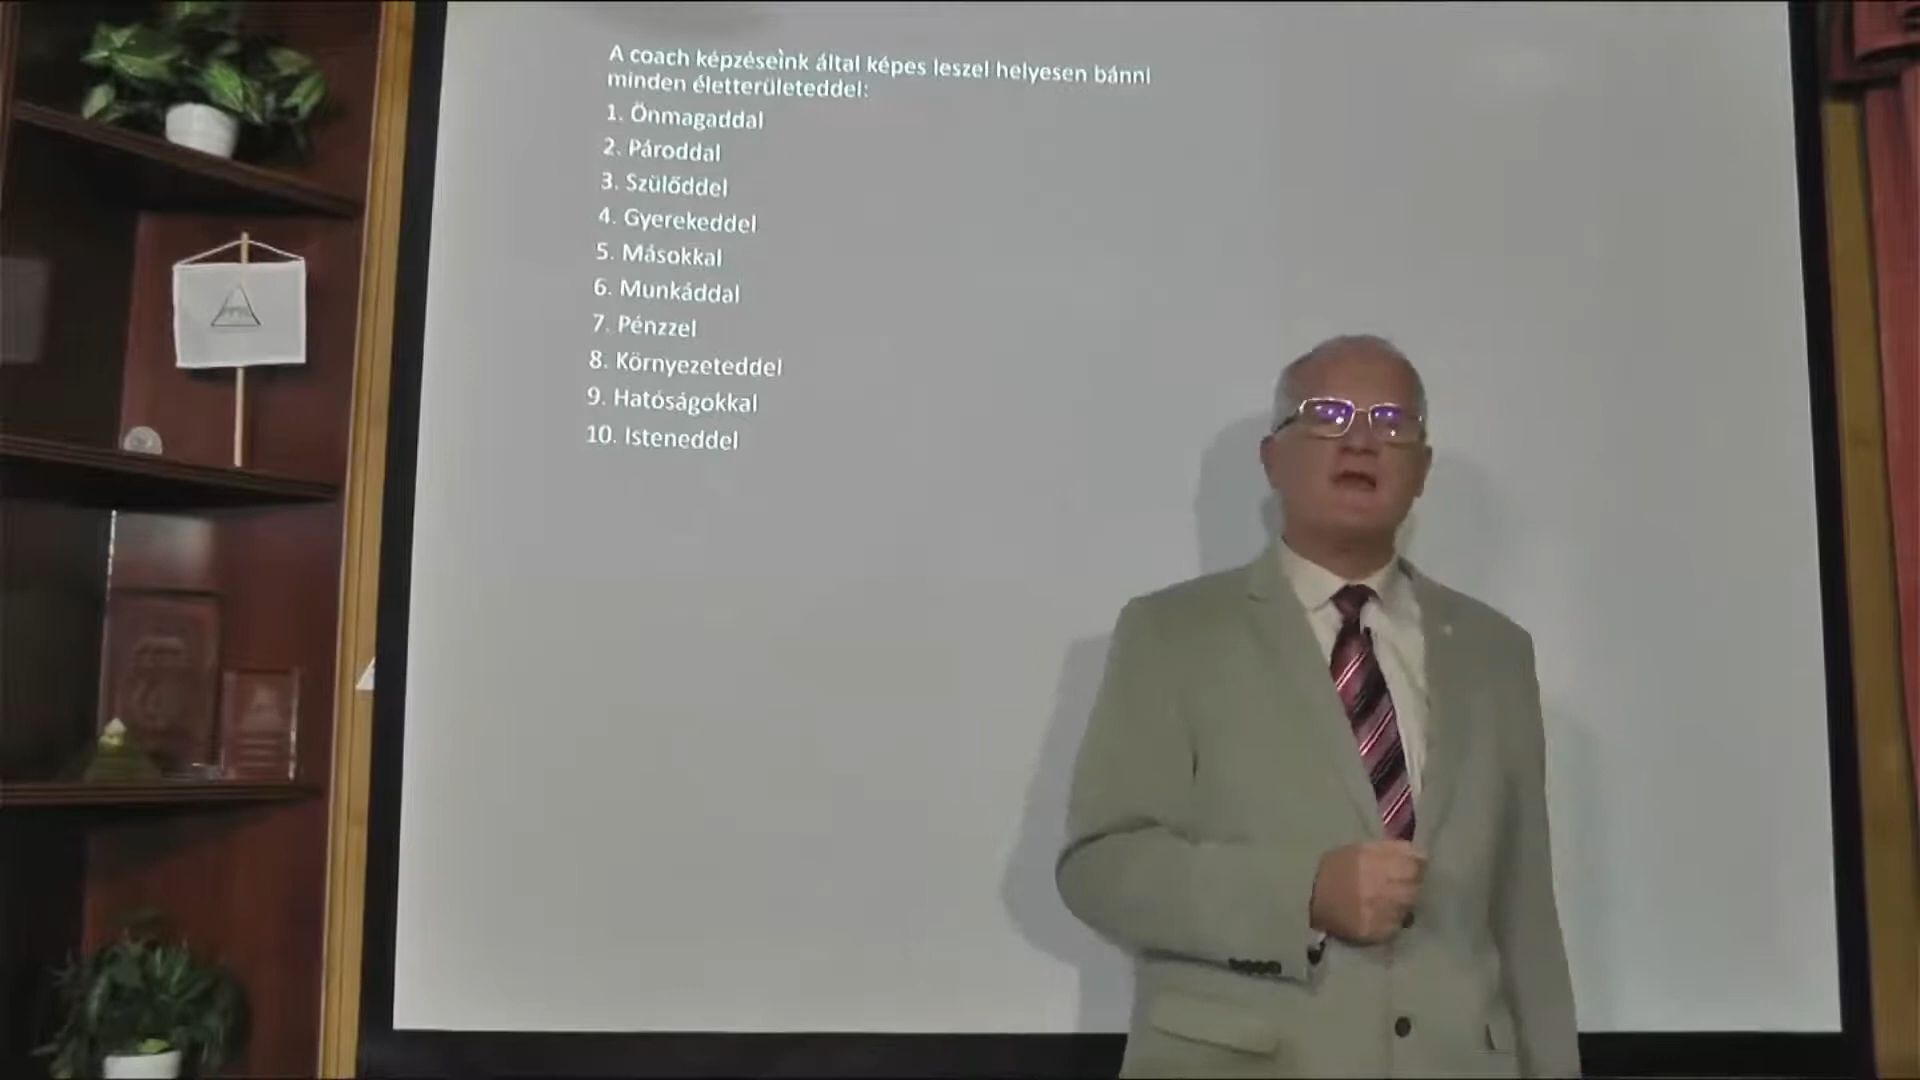 A coach képzéseink által képes leszel helyesen bánni
minden életterületeddel:
1. Önmagaddal
2. Pároddal
3. Szülőddel
4. Gyerekeddel
5. Másokkal
6. Munkáddal
7. Pénzzel
8. Környezeteddel
9. Hatóságokkal
10. Isteneddel